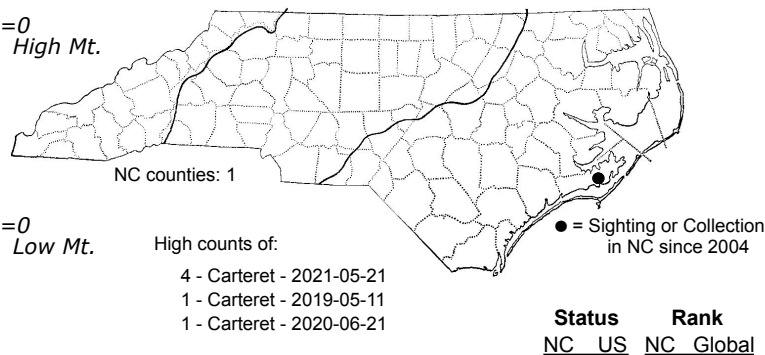 =0
High Mt.
NC counties: 1
=0
Low Mt.
High counts of:
4 - Carteret - 2021-05-21
1 - Carteret - 2019-05-11
1 - Carteret - 2020-06-21
● = Sighting or Collection
in NC since 2004
Status Rank
NC US NC Global